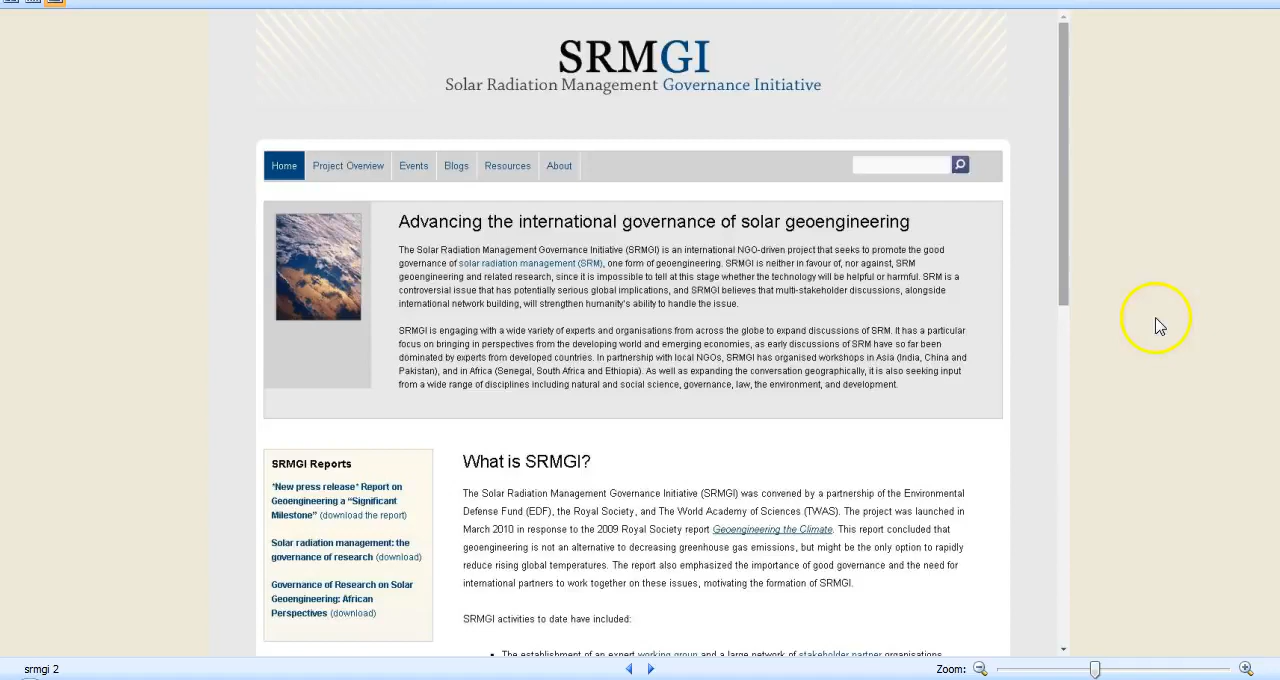 SRMGI
Solar Radiation Management Governance Initiative
Home Project Overview Events Blogs Resources About
Advancing the international governance of solar geoengineering
The Solar Radiation Management Governance Initiative (SRMGI) is an international NGO-driven project that seeks to promote the good
governance of solar radiation management (SRM), one form of geoengineering. SRMGI is neither in favour of, nor against, SRM
geoengineering and related research, since it is impossible to tell at this stage whether the technology will be helpful or harmful. SRM is a
controversial issue that has potentially serious global implications, and SRMGI believes that multi-stakeholder discussions, alongside
international network building, will strengthen humanity's ability to handle the issue.
SRMGI is engaging with a wide variety of experts and organisations from across the globe to expand discussions of SRM. It has a particular
focus on bringing in perspectives from the developing world and emerging economies, as early discussions of SRM have so far been
dominated by experts from developed countries. In partnership with local NGOs, SRMGI has organised workshops in Asia (India, China and
Pakistan), and in Africa (Senegal, South Africa and Ethiopia). As well as expanding the conversation geographically, it is also seeking input
from a wide range of disciplines including natural and social science, governance, law, the environment, and development.
SRMGI Reports
*New press release* Report on
Geoengineering a “Significant
Milestone” (download the report)
Solar radiation management: the
governance of research (download)
Governance of Research on Solar
Geoengineering: African
Perspectives (download)
What is SRMGI?
The Solar Radiation Management Governance Initiative (SRMGI) was convened by a partnership of the Environmental
Defense Fund (EDF), the Royal Society, and The World Academy of Sciences (TWAS). The project was launched in
March 2010 in response to the 2009 Royal Society report Geoengineering the Climate. This report concluded that
geoengineering is not an alternative to decreasing greenhouse gas emissions, but might be the only option to rapidly
reduce rising global temperatures. The report also emphasized the importance of good governance and the need for
international partners to work together on these issues, motivating the formation of SRMGI.
SRMGI activities to date have included:
The establishment of an expert working group and a large network of stakeholder partner organisations
srmgi 2
Zoom: